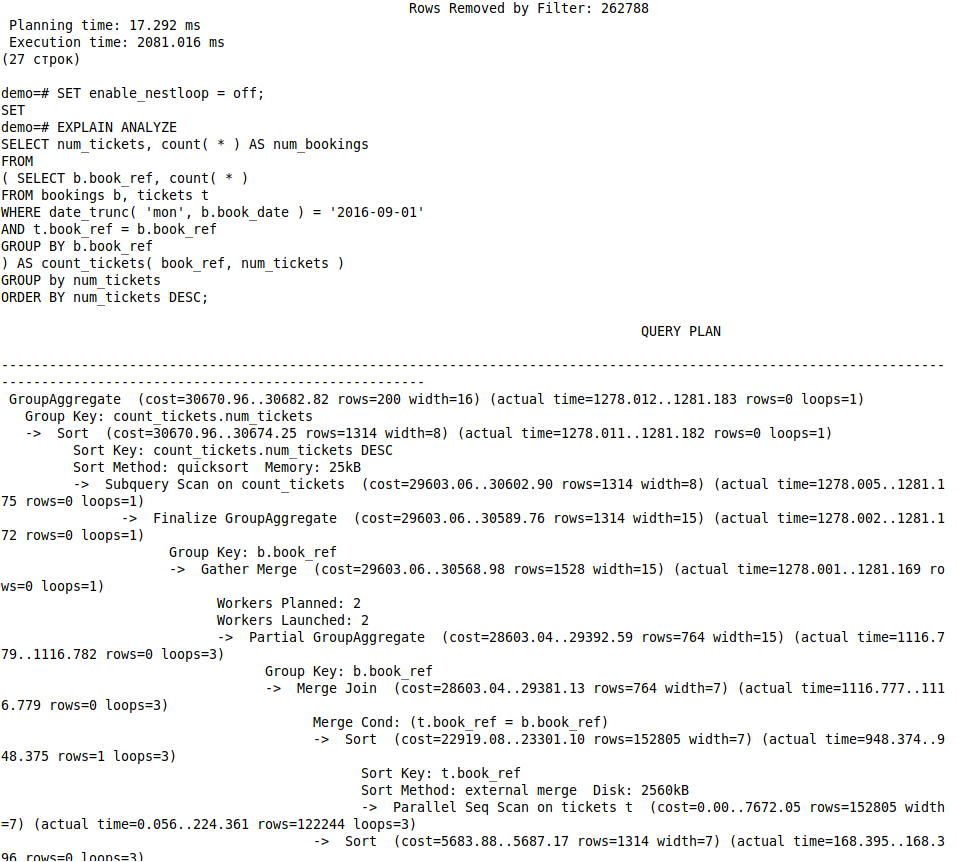 Rows Removed by Filter: 262788
Planning time: 17.292 ms
Execution time: 2081.016 ms
(27 строк)
demo=# SET enable_nestloop = off;
SET
demo=# EXPLAIN ANALYZE
SELECT num_tickets, count( * ) AS num_bookings
FROM
( SELECT b.book_ref, count( * )
FROM bookings b, tickets t
WHERE date_trunc( 'mon', b.book_date ) = '2016-09-01'
AND t.book_ref = b.book_ref
GROUP BY b.book_ref
) AS count_tickets( book_ref, num_tickets )
GROUP by num_tickets
ORDER BY num_tickets DESC;
QUERY PLAN
----------------------------------------------------------------------------------------------------------------------
-----------------------------------------------------
GroupAggregate  (cost=30670.96..30682.82 rows=200 width=16) (actual time=1278.012..1281.183 rows=0 loops=1)
Group Key: count_tickets.num_tickets
->  Sort  (cost=30670.96..30674.25 rows=1314 width=8) (actual time=1278.011..1281.182 rows=0 loops=1)
Sort Key: count_tickets.num_tickets DESC
Sort Method: quicksort  Memory: 25kB
->  Subquery Scan on count_tickets  (cost=29603.06..30602.90 rows=1314 width=8) (actual time=1278.005..1281.1
75 rows=0 loops=1)
->  Finalize GroupAggregate  (cost=29603.06..30589.76 rows=1314 width=15) (actual time=1278.002..1281.1
72 rows=0 loops=1)
Group Key: b.book_ref
->  Gather Merge  (cost=29603.06..30568.98 rows=1528 width=15) (actual time=1278.001..1281.169 ro
ws=0 loops=1)
Workers Planned: 2
Workers Launched: 2
->  Partial GroupAggregate  (cost=28603.04..29392.59 rows=764 width=15) (actual time=1116.7
79..1116.782 rows=0 loops=3)
Group Key: b.book_ref
->  Merge Join  (cost=28603.04..29381.13 rows=764 width=7) (actual time=1116.777..111
6.779 rows=0 loops=3)
Merge Cond: (t.book_ref = b.book_ref)
->  Sort  (cost=22919.08..23301.10 rows=152805 width=7) (actual time=948.374..9
48.375 rows=1 loops=3)
Sort Key: t.book_ref
Sort Method: external merge  Disk: 2560kB
->  Parallel Seq Scan on tickets t  (cost=0.00..7672.05 rows=152805 width
=7) (actual time=0.056..224.361 rows=122244 loops=3)
->  Sort  (cost=5683.88..5687.17 rows=1314 width=7) (actual time=168.395..168.3
96 rows=0 loops=3)